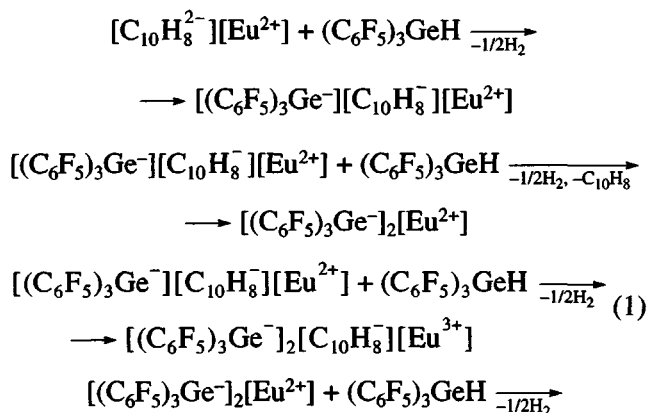 [C₁₀H₈²⁻][Eu²⁺] + (C₆F₅)₃GeH →−1/2H₂
→ [(C₆F₅)₃Ge⁻][C₁₀H₈⁻][Eu²⁺]
[(C₆F₅)₃Ge⁻][C₁₀H₈⁻][Eu²⁺] + (C₆F₅)₃GeH →−1/2H₂, −C₁₀H₈
→ [(C₆F₅)₃Ge⁻]₂[Eu²⁺]
[(C₆F₅)₃Ge⁻][C₁₀H₈⁻][Eu²⁺] + (C₆F₅)₃GeH →−1/2H₂ (1)
→ [(C₆F₅)₃Ge⁻]₂[C₁₀H₈⁻][Eu³⁺]
[(C₆F₅)₃Ge⁻]₂[Eu²⁺] + (C₆F₅)₃GeH →−1/2H₂